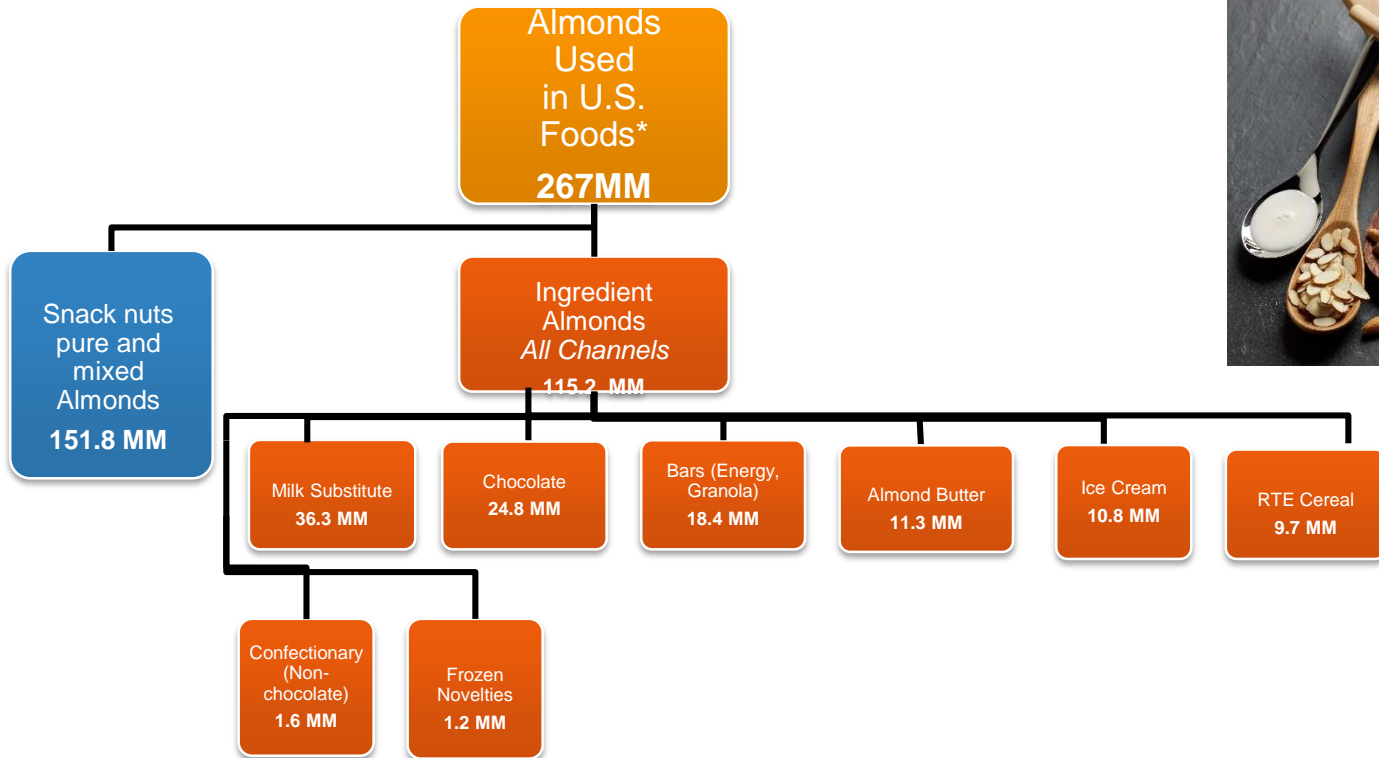 Almonds
Used
in U.S.
Foods*
267MM
Snack nuts
pure and
mixed
Almonds
151.8 MM
Ingredient
Almonds
All Channels
115.2 MM
Milk Substitute
36.3 MM
Chocolate
24.8 MM
Bars (Energy,
Granola)
18.4 MM
Almond Butter
11.3 MM
Ice Cream
10.8 MM
RTE Cereal
9.7 MM
Confectionary
(Non-
chocolate)
1.6 MM
Frozen
Novelties
1.2 MM